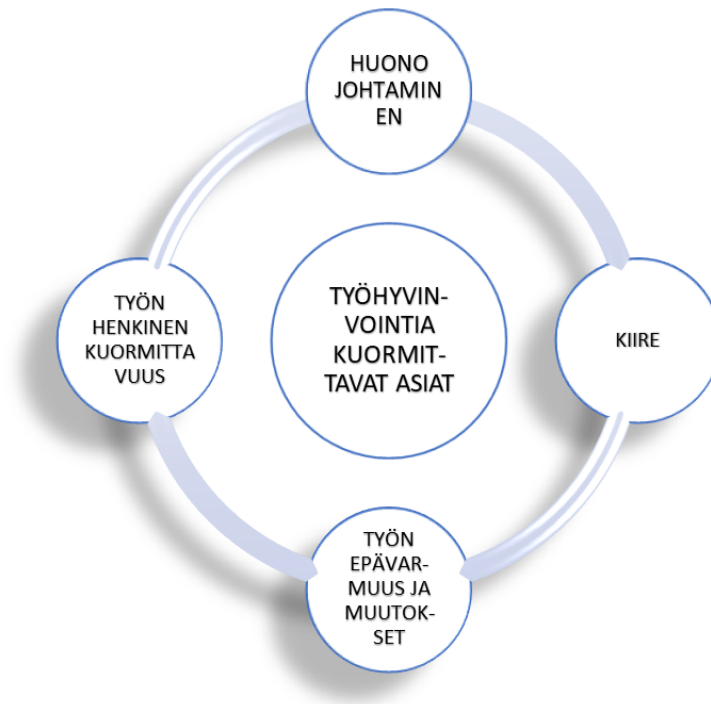 HUONO
JOHTAMIN
EN
TYÖN
HENKINEN
KUORMITTA
VUUS
TYÖHYVIN-
VOINTIA
KUORMIT-
TAVAT ASIAT
KIIRE
TYÖN
EPÄVAR-
MUUS JA
MUUTOK-
SET